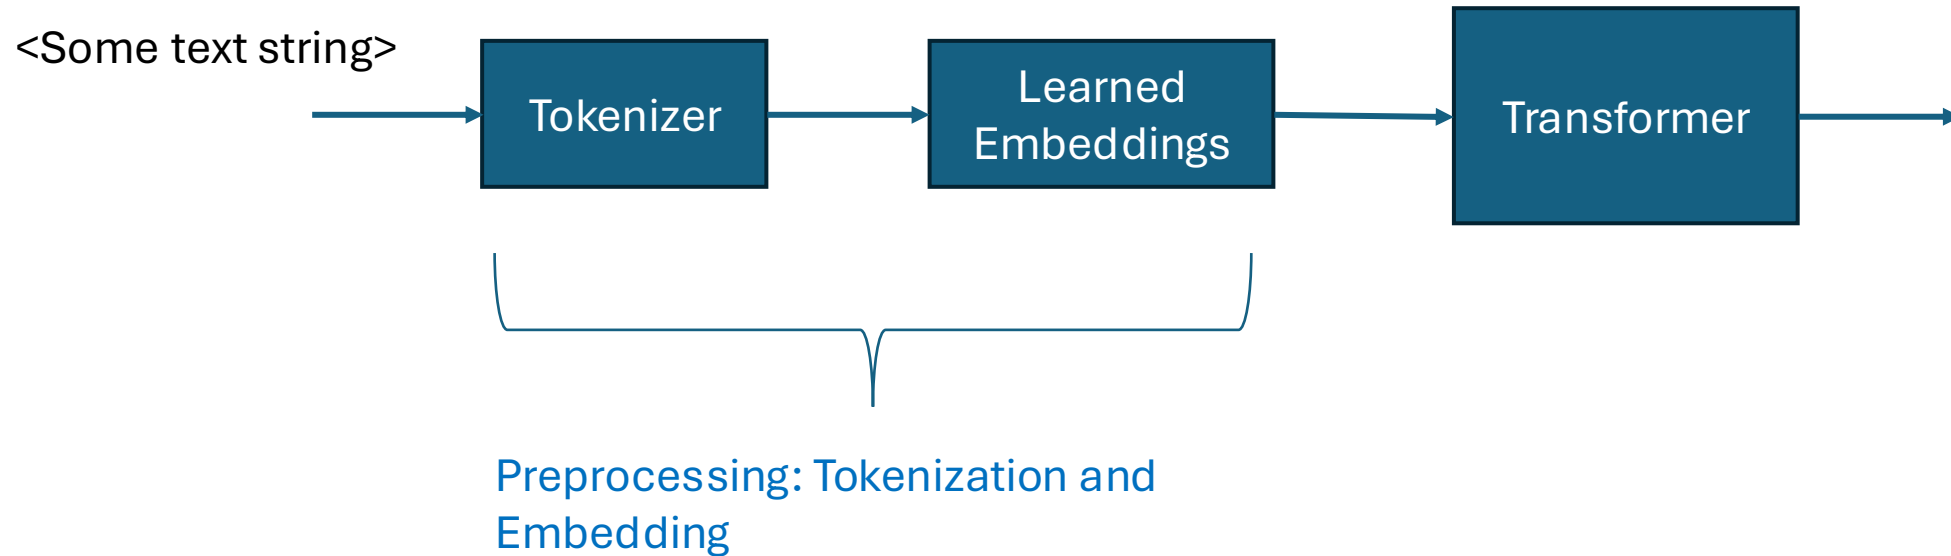 <Some text string>
Tokenizer
Learned
Embeddings
Transformer
Preprocessing: Tokenization and
Embedding